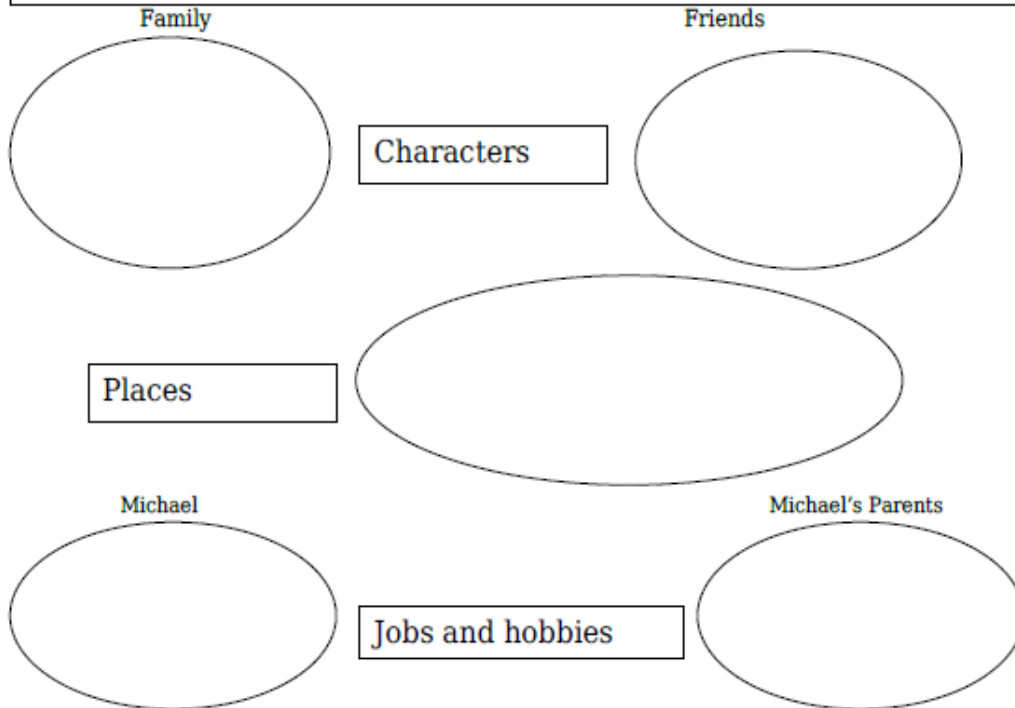 Family
Friends
Characters
Places
Michael
Michael's Parents
Jobs and hobbies